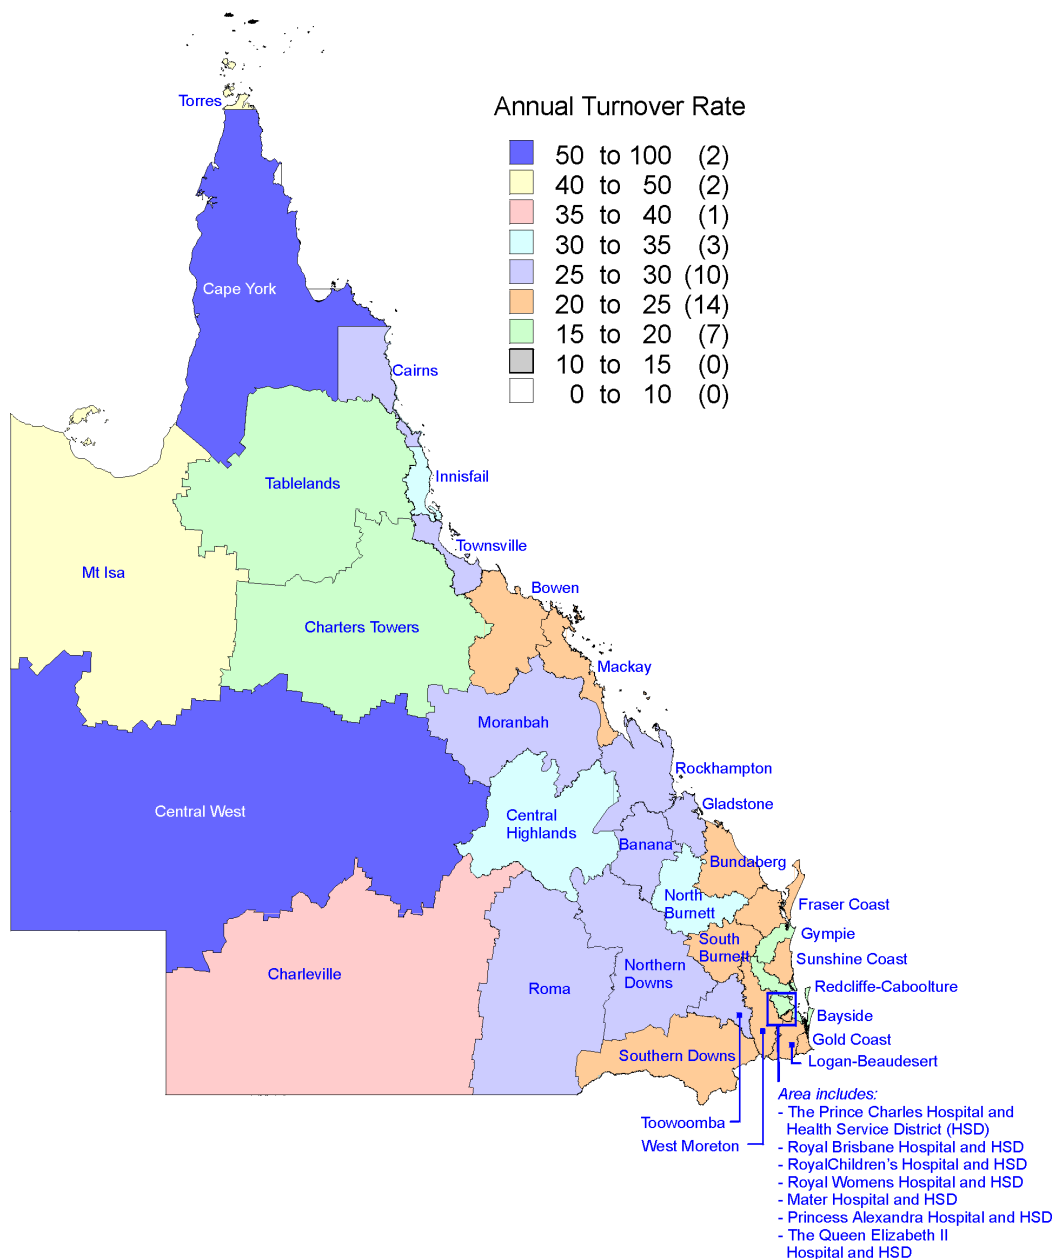 Annual Turnover Rate
50 to 100 (2)
40 to 50 (2)
35 to 40 (1)
30 to 35 (3)
25 to 30 (10)
20 to 25 (14)
15 to 20 (7)
10 to 15 (0)
0 to 10 (0)
Torres
Cape York
Cairns
Innisfail
Tablelands
Townsville
Mt Isa
Bowen
Charters Towers
Mackay
Moranbah
Rockhampton
Gladstone
Central West
Central
Highlands
Banana
Bundaberg
North
Burnett
Fraser Coast
Gympie
South
Burnett
Sunshine Coast
Charleville
Roma
Northern
Downs
Redcliffe-Caboolture
Bayside
Gold Coast
Southern Downs
Logan-Beaudesert
Toowoomba
West Moreton
Area includes:
- The Prince Charles Hospital and
Health Service District (HSD)
- Royal Brisbane Hospital and HSD
- RoyalChildren's Hospital and HSD
- Royal Womens Hospital and HSD
- Mater Hospital and HSD
- Princess Alexandra Hospital and HSD
- The Queen Elizabeth II
Hospital and HSD